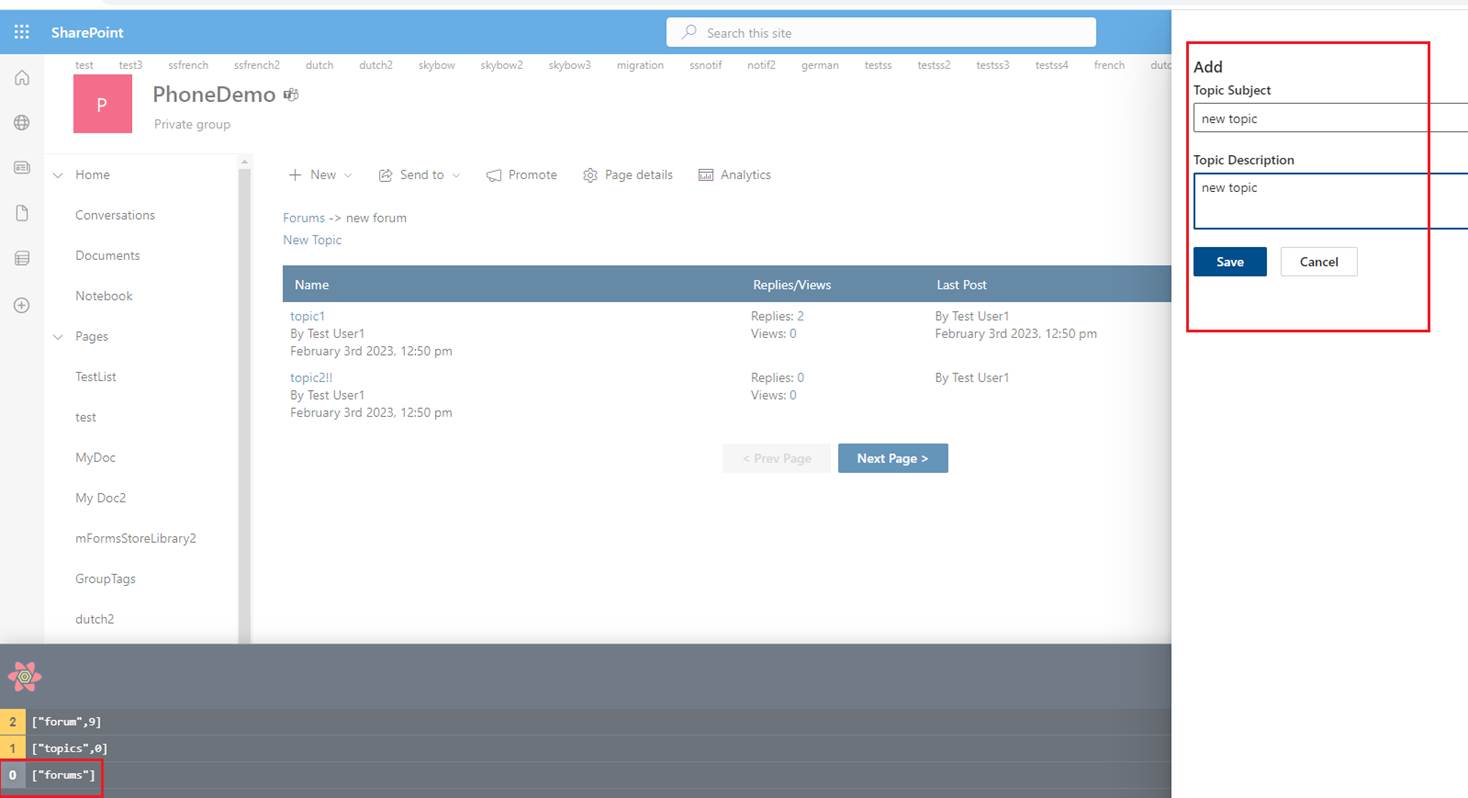 SharePoint
Search this site
test test3 ssfrench ssfrench2 dutch dutch2 skybow skybow2 skybow3 migration ssnotif notif2 german testss testss2 testss3 testss4 french dutc
P
PhoneDemo
Private group
Home
Conversations
Documents
Notebook
Pages
TestList
test
MyDoc
My Doc2
mFormsStoreLibrary2
GroupTags
dutch2
New Send to Promote Page details Analytics
Forums -> new forum
New Topic
Name Replies/Views Last Post
topic1 Replies: 2 By Test User1
By Test User1 Views: 0 February 3rd 2023, 12:50 pm
February 3rd 2023, 12:50 pm
topic2!! Replies: 0 By Test User1
By Test User1 Views: 0
February 3rd 2023, 12:50 pm
< Prev Page Next Page >
Add
Topic Subject
new topic
Topic Description
new topic
Save Cancel
2 ["forum",9]
1 ["topics",0]
0 ["forums"]